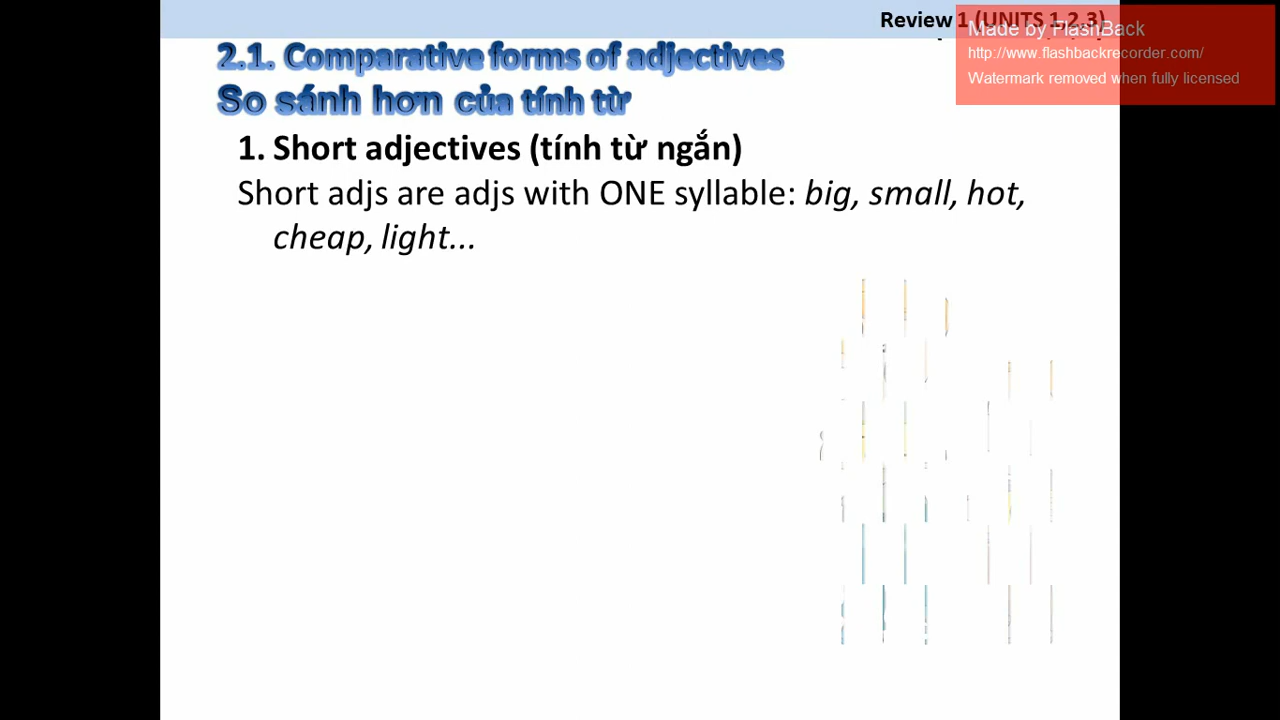 Review 1 (UNITS 1,2,3)
Made by FlashBack
http://www.flashbackrecorder.com/
Watermark removed when fully licensed
2.1. Comparative forms of adjectives
So sánh hơn của tính từ
1. Short adjectives (tính từ ngắn)
Short adjs are adjs with ONE syllable: big, small, hot,
cheap, light...